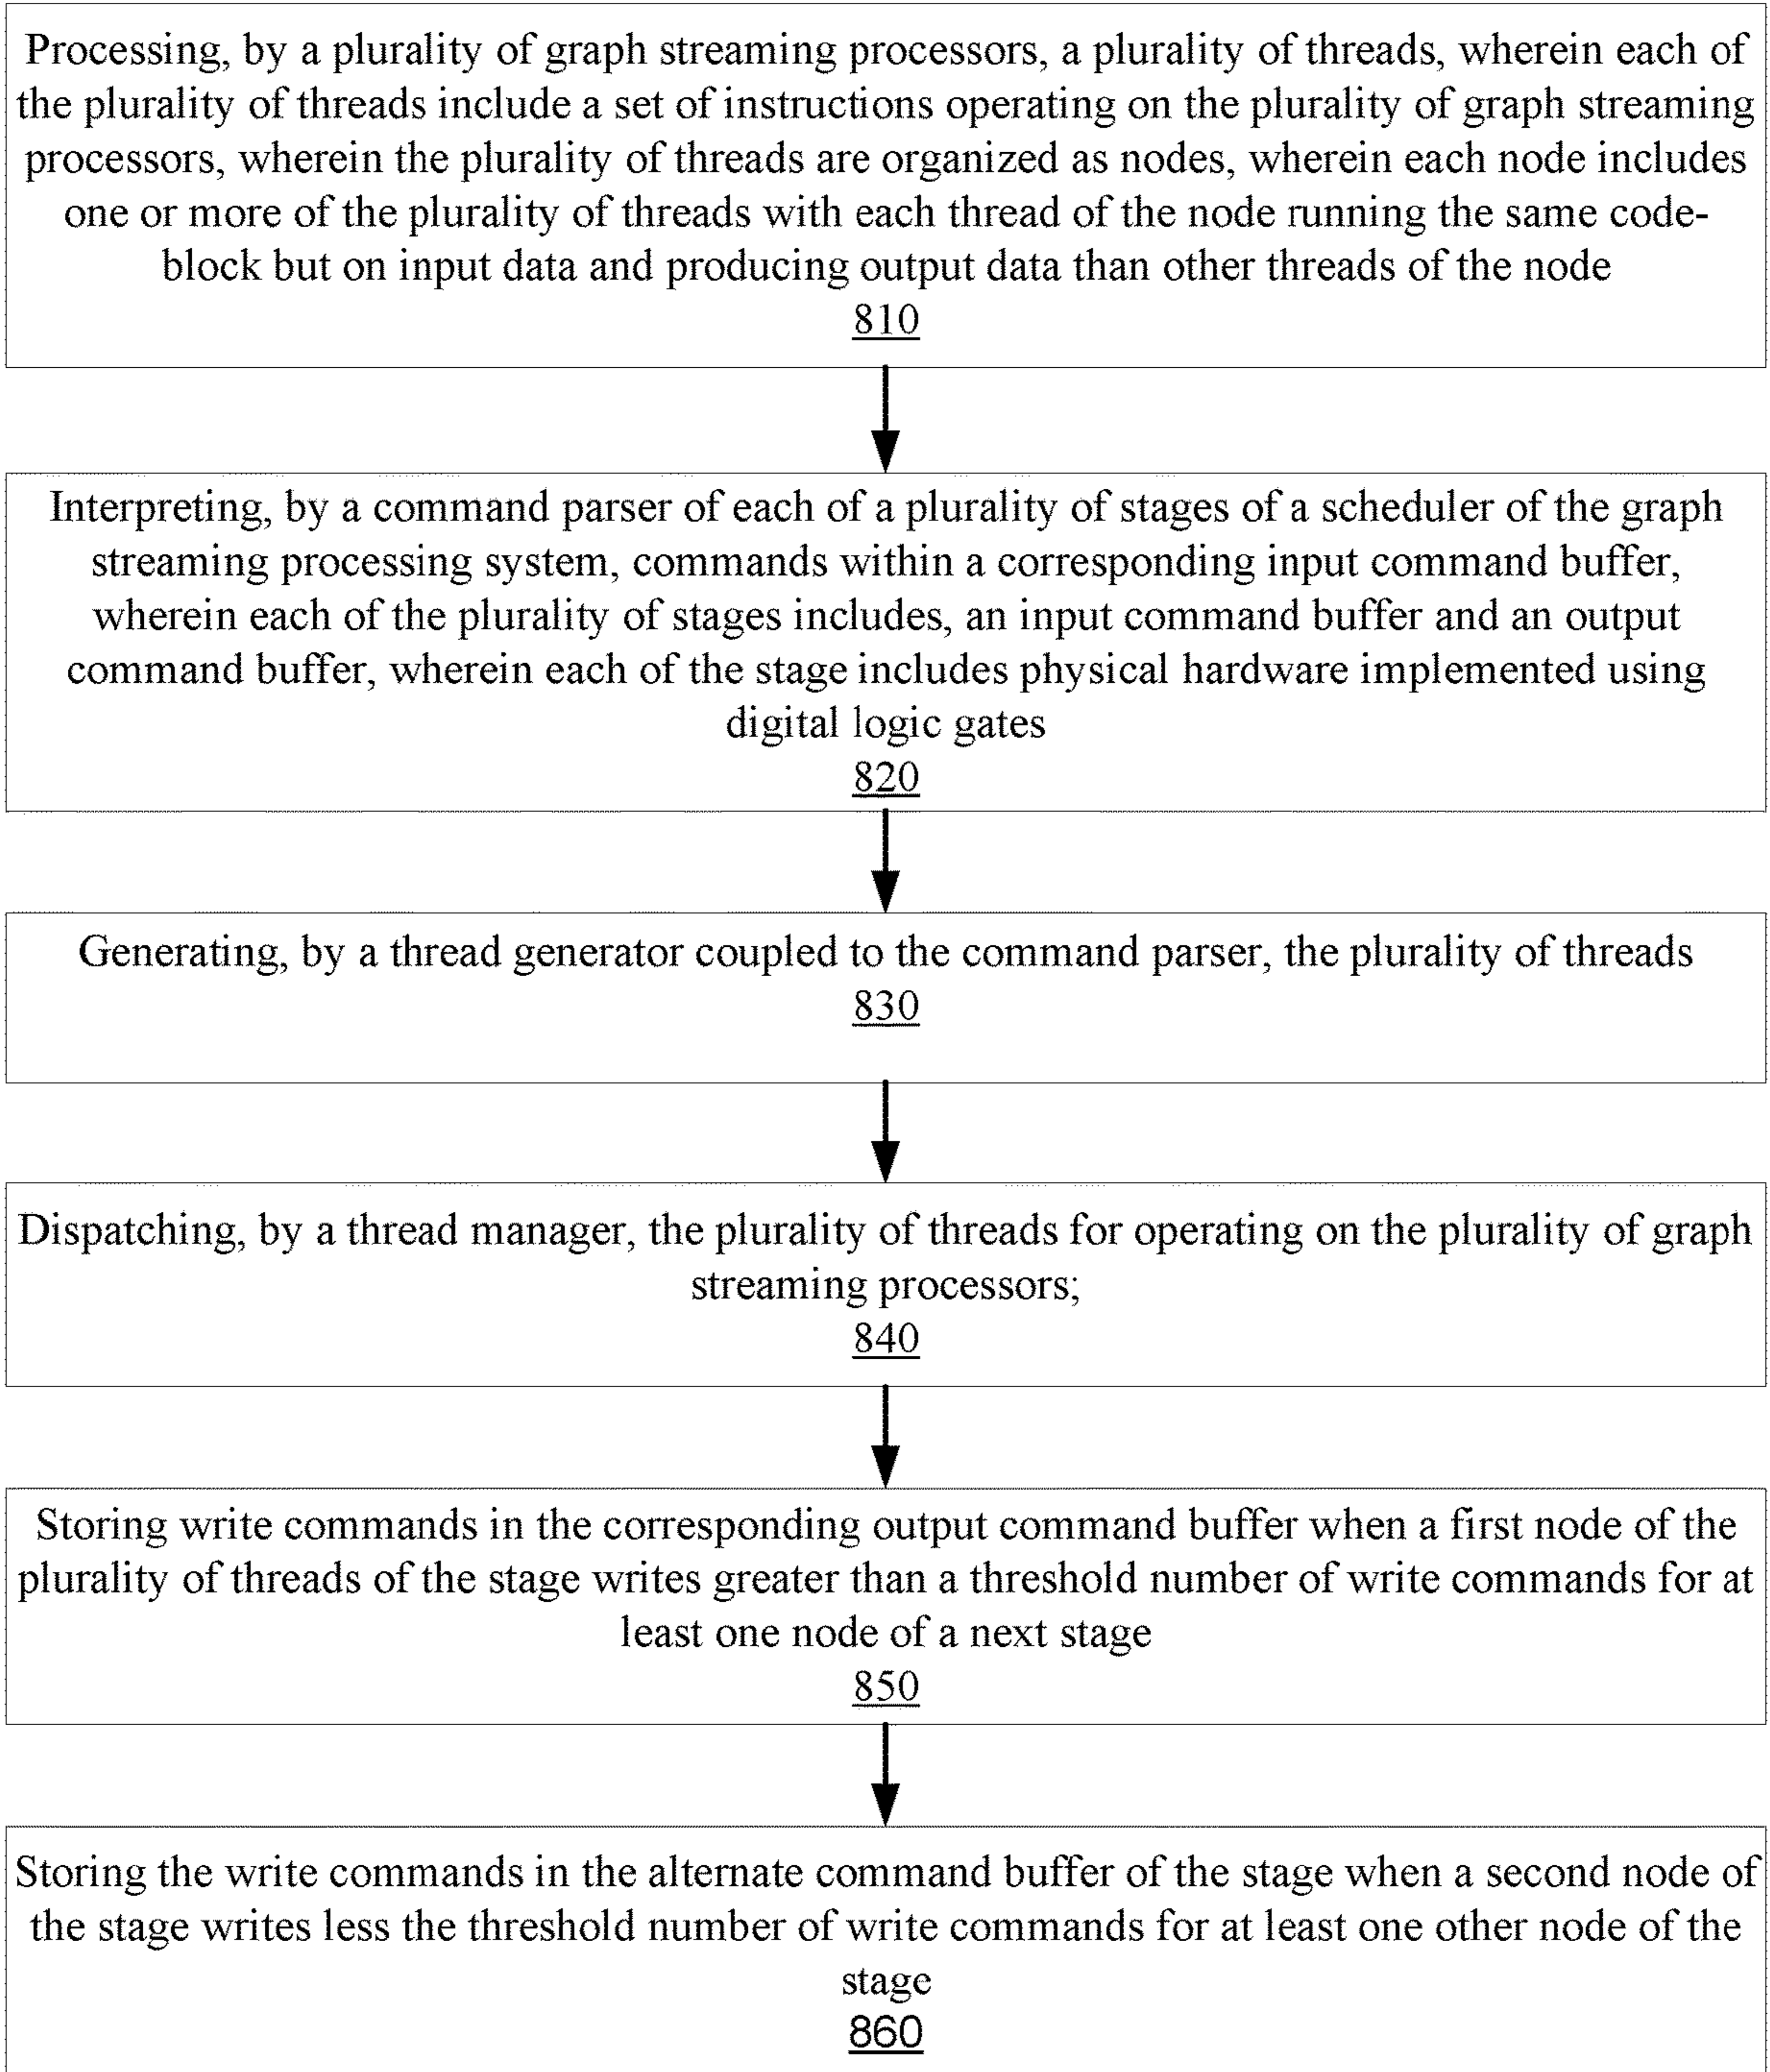 Processing, by a plurality of graph streaming processors, a plurality of threads, wherein each of
the plurality of threads include a set of instructions operating on the plurality of graph streaming
processors, wherein the plurality of threads are organized as nodes, wherein each node includes
one or more of the plurality of threads with each thread of the node running the same code-
block but on input data and producing output data than other threads of the node
810
Interpreting, by a command parser of each of a plurality of stages of a scheduler of the graph
streaming processing system, commands within a corresponding input command buffer,
wherein each of the plurality of stages includes, an input command buffer and an output
command buffer, wherein each of the stage includes physical hardware implemented using
digital logic gates
820
Generating, by a thread generator coupled to the command parser, the plurality of threads
830
Dispatching, by a thread manager, the plurality of threads for operating on the plurality of graph
streaming processors;
840
Storing write commands in the corresponding output command buffer when a first node of the
plurality of threads of the stage writes greater than a threshold number of write commands for at
least one node of a next stage
850
Storing the write commands in the alternate command buffer of the stage when a second node of
the stage writes less the threshold number of write commands for at least one other node of the
stage
860